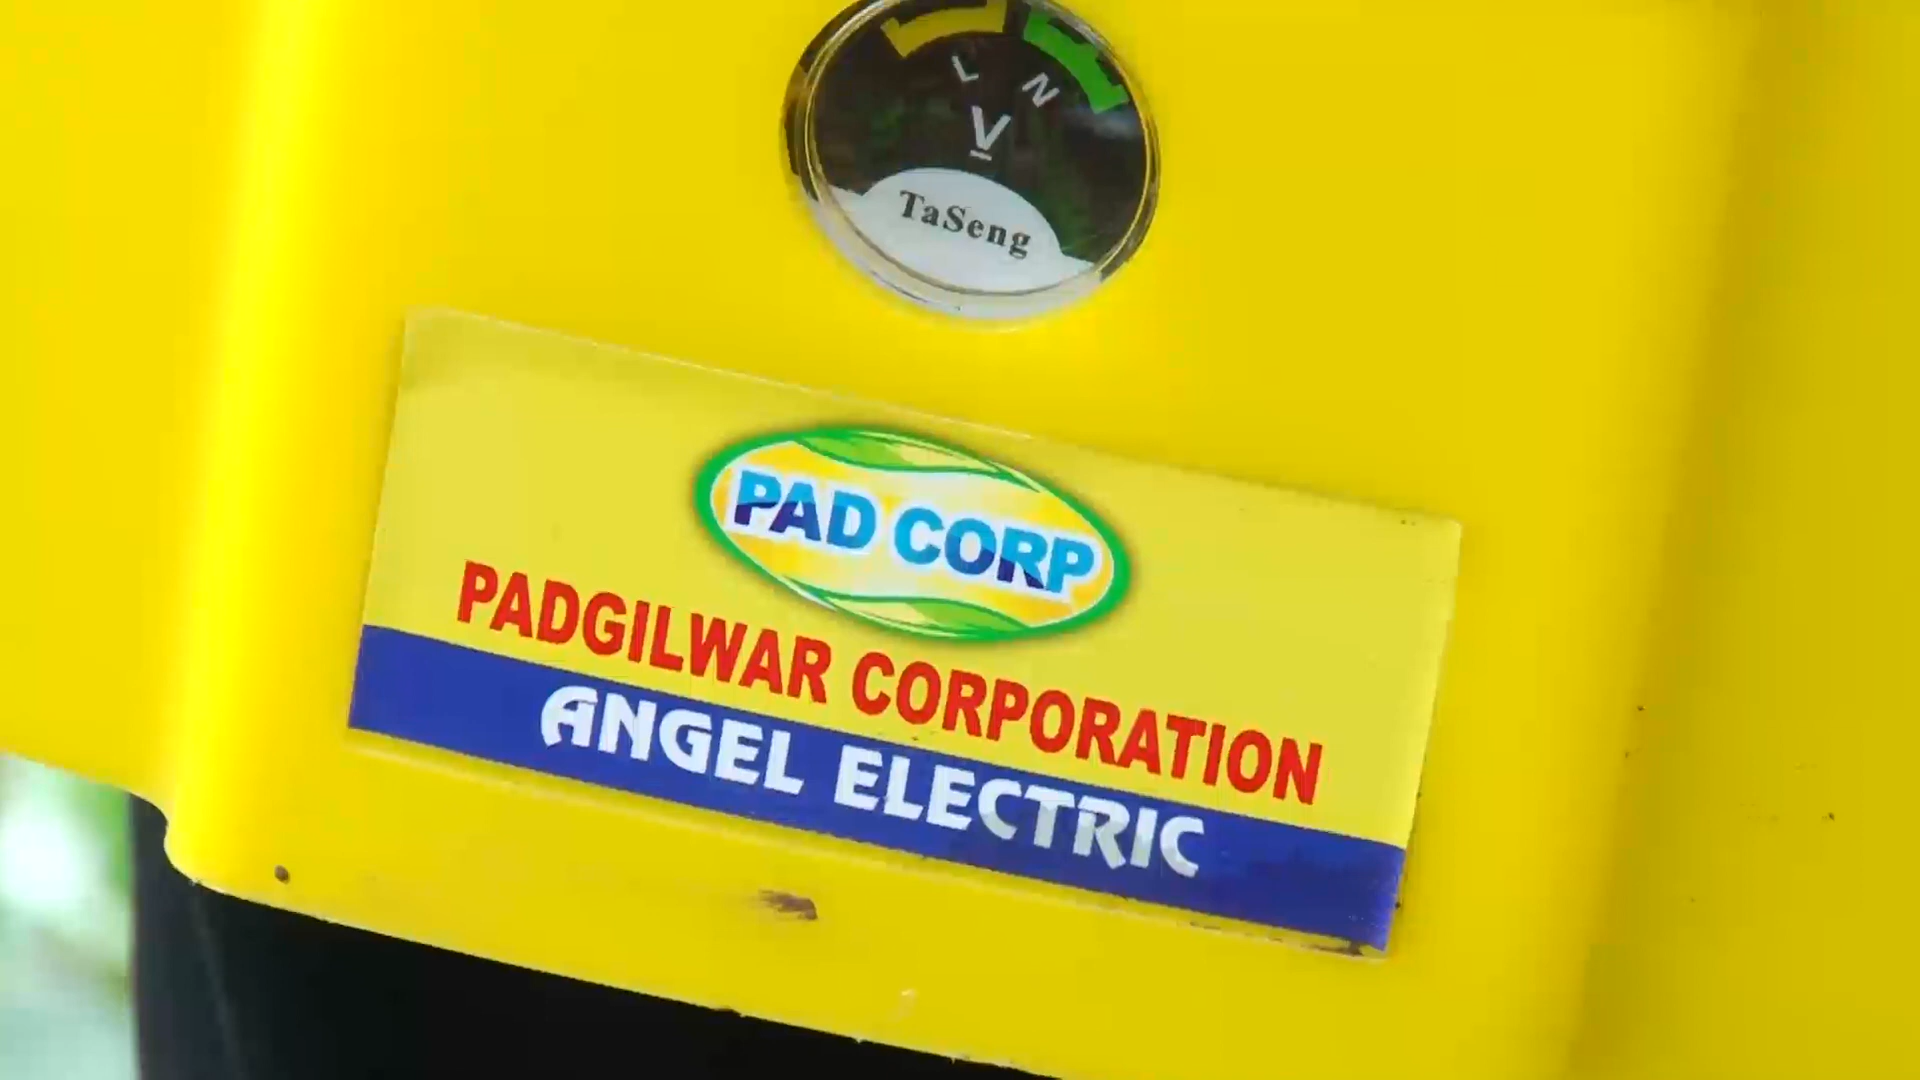 L N
V
TaSeng
PAD CORP
PADGILWAR CORPORATION
ANGEL ELECTRIC